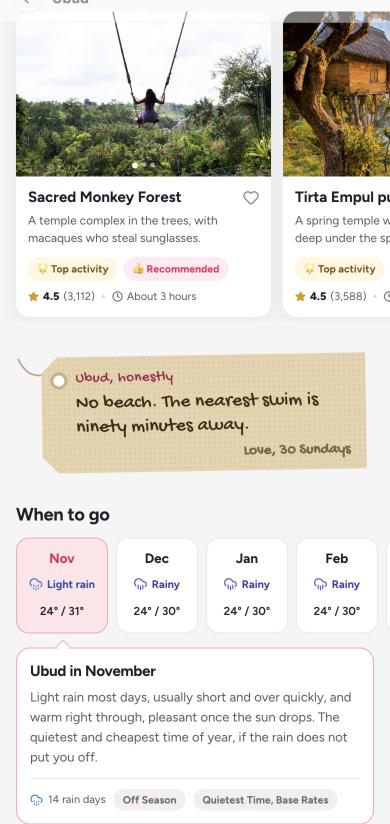 Ubud
Sacred Monkey Forest
A temple complex in the trees, with
macaques who steal sunglasses.
Top activity
Recommended
4.5 (3,112) • About 3 hours
Tirta Empul
A spring temple
deep under the
Top activity
4.5 (3,588) •
Ubud, honestly
No beach. The nearest swim is
ninety minutes away.
Love, 30 Sundays
When to go
Nov
Light rain
24° / 31°
Dec
Rainy
24° / 30°
Jan
Rainy
24° / 30°
Feb
Rainy
24° / 30°
Ubud in November
Light rain most days, usually short and over quickly, and
warm right through, pleasant once the sun drops. The
quietest and cheapest time of year, if the rain does not
put you off.
14 rain days
Off Season
Quietest Time, Base Rates